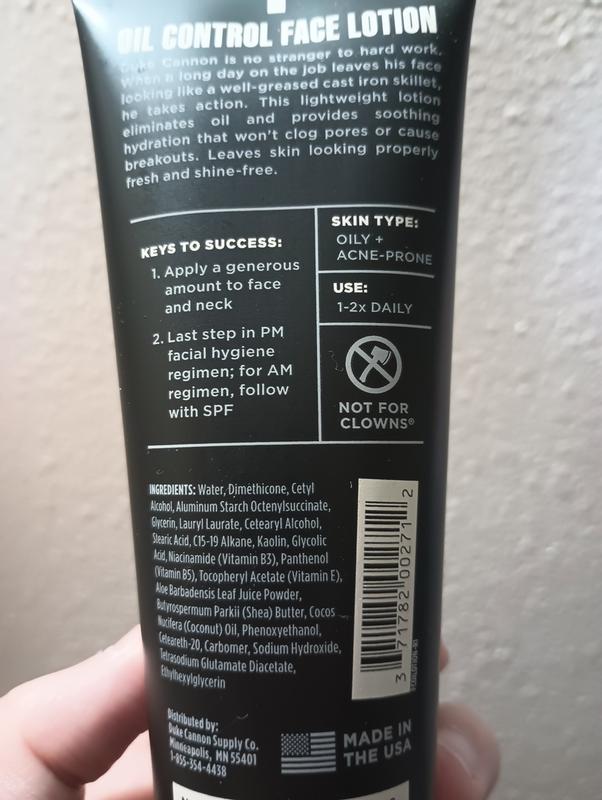 OIL CONTROL FACE LOTION
Duke Cannon is no stranger to hard work.
When a long day on the job leaves his face
looking like a well-greased cast iron skillet,
he takes action. This lightweight lotion
eliminates oil and provides soothing
hydration that won't clog pores or cause
breakouts. Leaves skin looking properly
fresh and shine-free.
KEYS TO SUCCESS:
1. Apply a generous
amount to face
and neck
2. Last step in PM
facial hygiene
regimen; for AM
regimen, follow
with SPF
SKIN TYPE:
OILY +
ACNE-PRONE
USE:
1-2x DAILY
NOT FOR
CLOWNS®
INGREDIENTS: Water, Dimethicone, Cetyl
Alcohol, Aluminum Starch Octenylsuccinate,
Glycerin, Lauryl Laurate, Cetearyl Alcohol,
Stearic Acid, C15-19 Alkane, Kaolin, Glycolic
Acid, Niacinamide (Vitamin B3), Panthenol
(Vitamin B5), Tocopheryl Acetate (Vitamin E),
Aloe Barbadensis Leaf Juice Powder,
Butyrospermum Parkii (Shea) Butter, Cocos
Nucifera (Coconut) Oil, Phenoxyethanol,
Ceteareth-20, Carbomer, Sodium Hydroxide,
Tetrasodium Glutamate Diacetate,
Ethylhexylglycerin
3 71782 00271 2
Distributed by:
Duke Cannon Supply Co.
Minneapolis, MN 55401
1-855-354-4438
MADE IN
THE USA